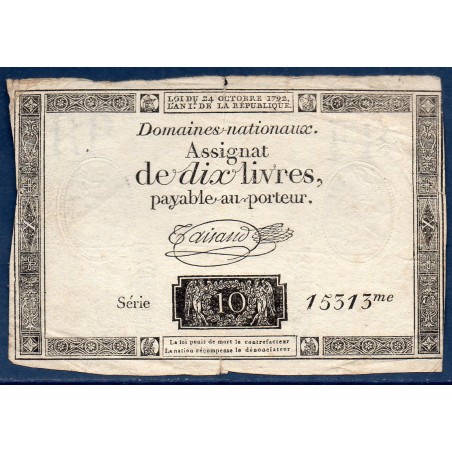 LOI DU 24 OCTOBRE 1792,
L'AN I.er DE LA RÉPUBLIQUE.
Domaines nationaux.
Assignat
de dix livres,
payable au porteur.
Taisaud
Série 10 15313me
La loi punit de mort le contrefacteur
La nation récompense le dénonciateur